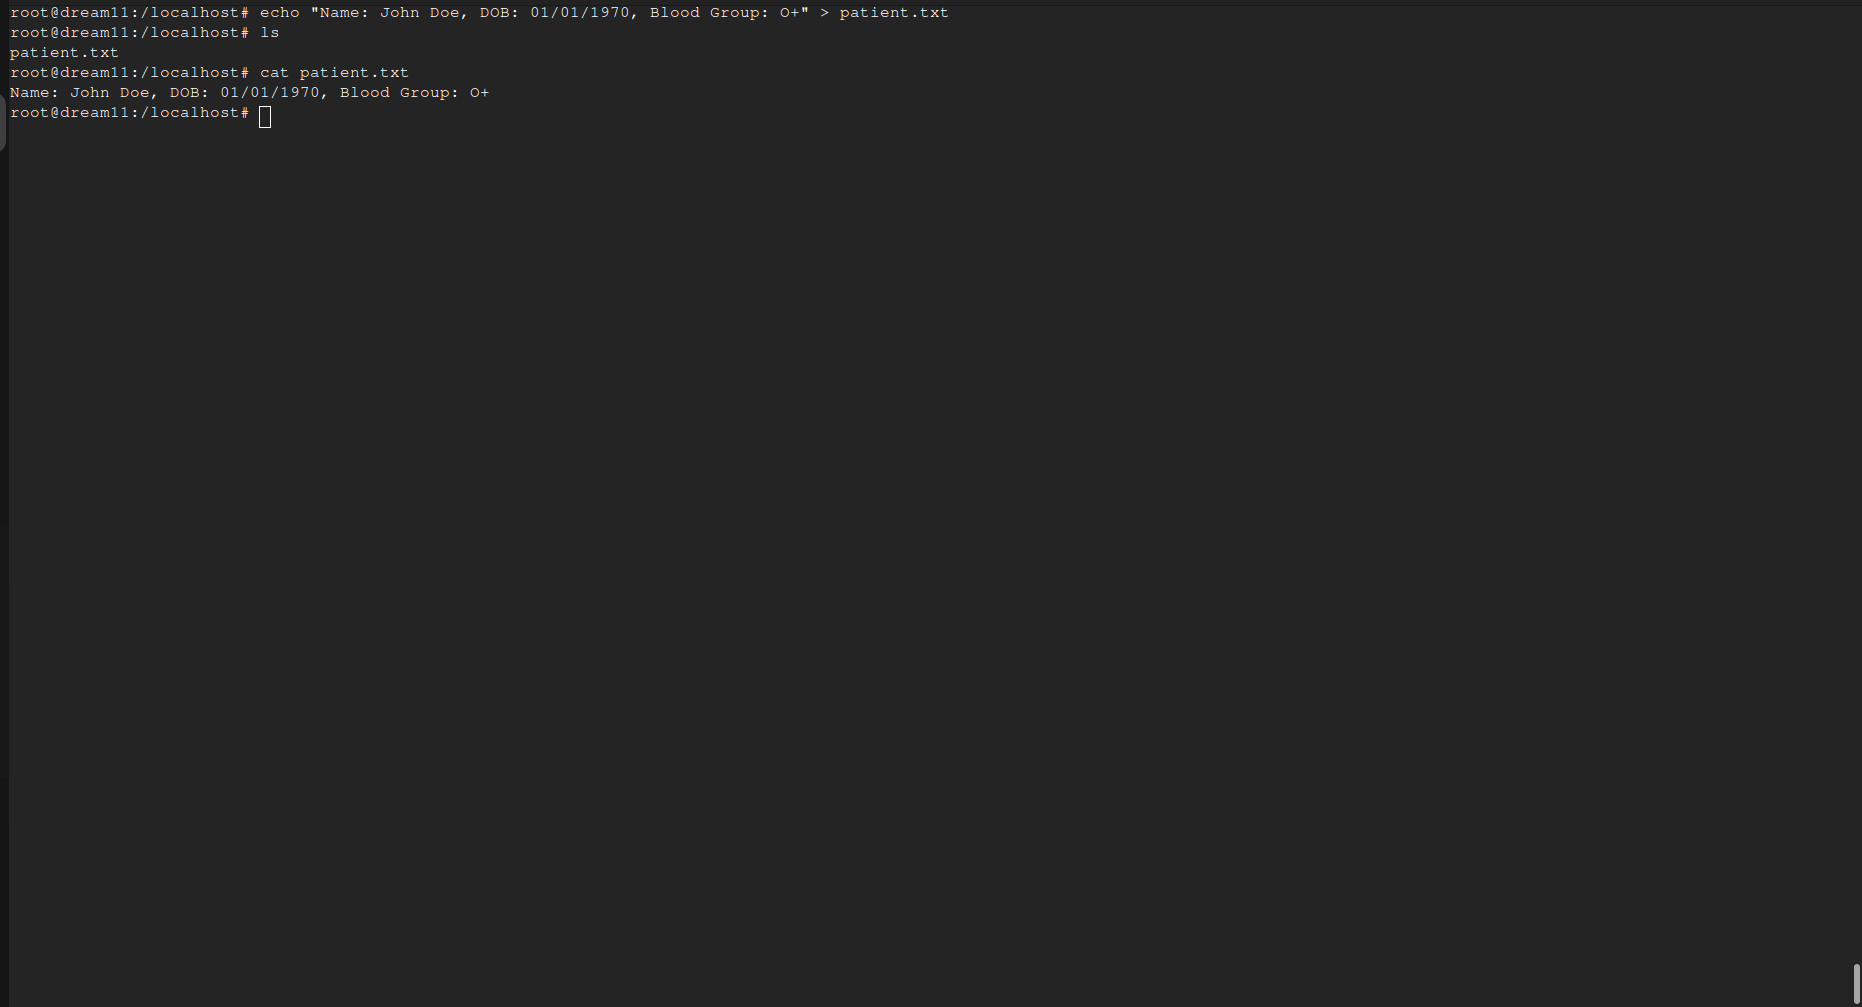 root@dream11:/localhost# echo "Name: John Doe, DOB: 01/01/1970, Blood Group: O+" > patient.txt
root@dream11:/localhost# ls
patient.txt
root@dream11:/localhost# cat patient.txt
Name: John Doe, DOB: 01/01/1970, Blood Group: O+
root@dream11:/localhost#